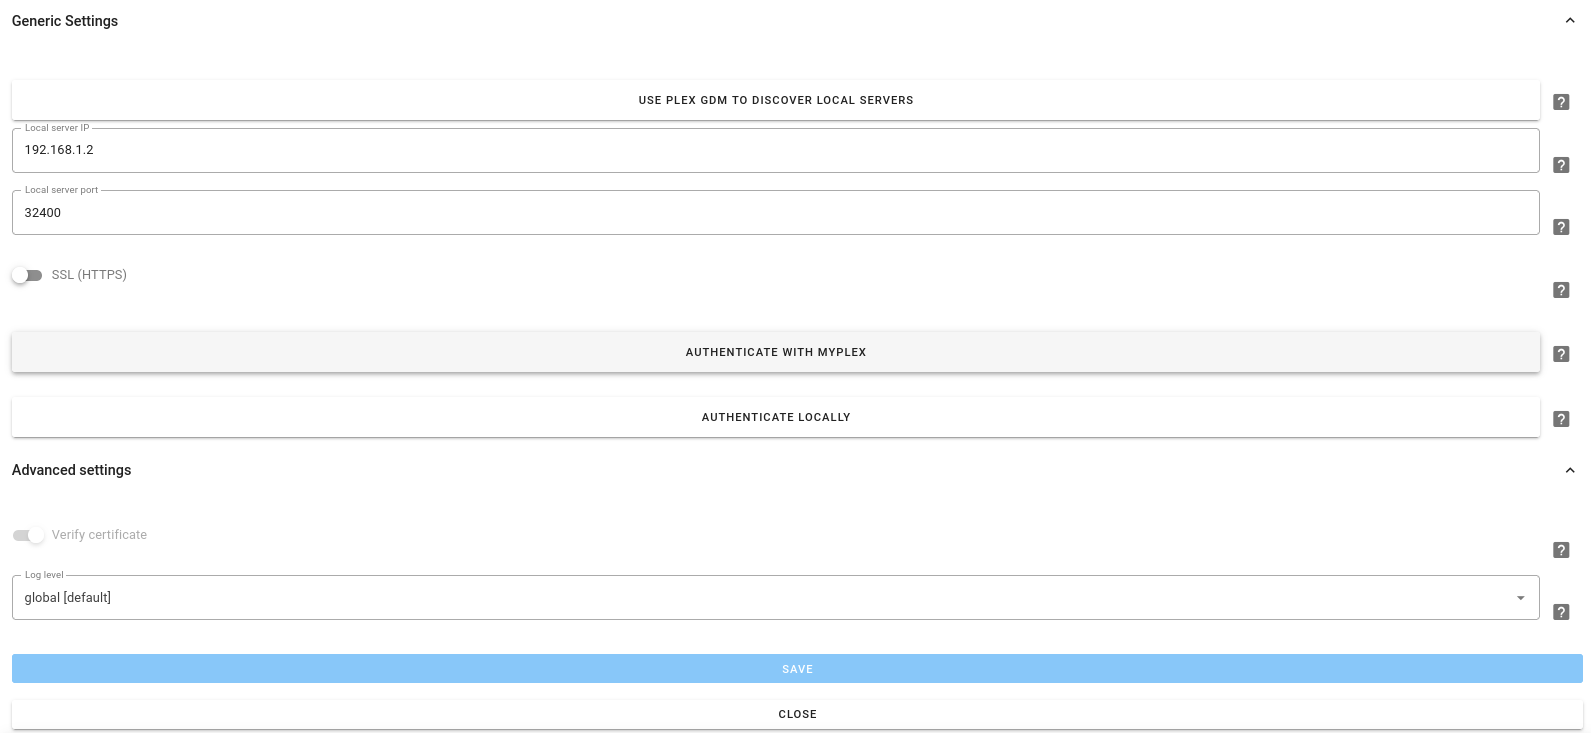 Generic Settings
USE PLEX GDM TO DISCOVER LOCAL SERVERS
?
Local server IP
192.168.1.2
?
Local server port
32400
?
SSL (HTTPS)
?
AUTHENTICATE WITH MYPLEX
?
AUTHENTICATE LOCALLY
?
Advanced settings
Verify certificate
?
Log level
global [default]
?
SAVE
CLOSE